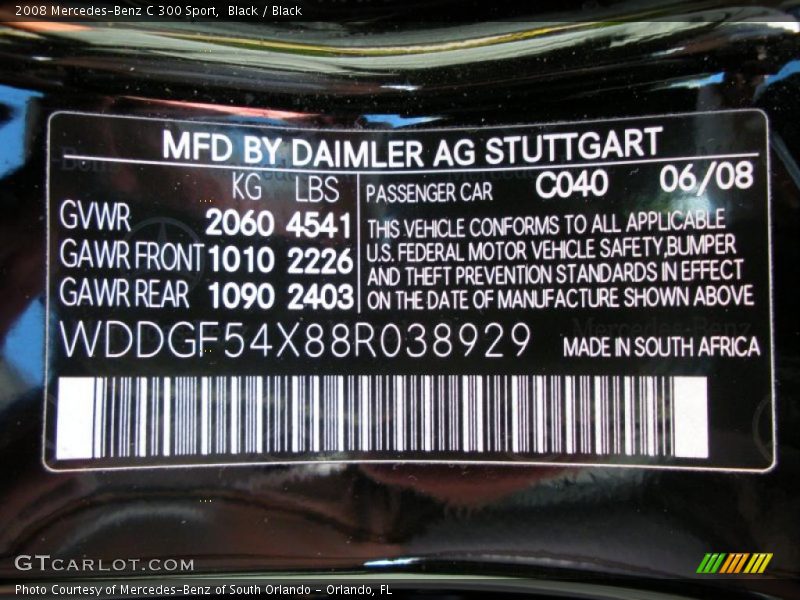 2008 Mercedes-Benz C 300 Sport, Black / Black
MFD BY DAIMLER AG STUTTGART
KG LBS
GVWR 2060 4541
GAWR FRONT 1010 2226
GAWR REAR 1090 2403
PASSENGER CAR C040 06/08
THIS VEHICLE CONFORMS TO ALL APPLICABLE
U.S. FEDERAL MOTOR VEHICLE SAFETY,BUMPER
AND THEFT PREVENTION STANDARDS IN EFFECT
ON THE DATE OF MANUFACTURE SHOWN ABOVE
WDDGF54X88R038929
MADE IN SOUTH AFRICA
GTCARLOT.COM
Photo Courtesy of Mercedes-Benz of South Orlando - Orlando, FL